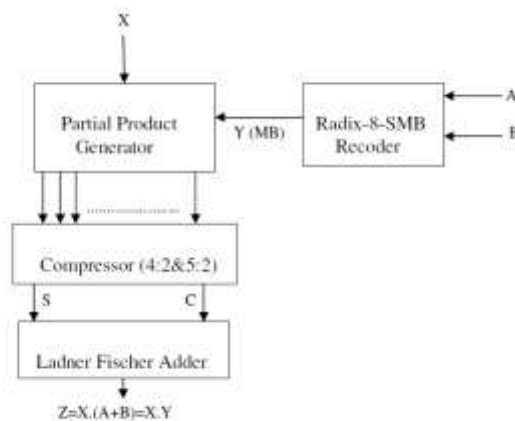 X
Partial Product
Generator
Y (MB)
Radix-8-SMB
Recoder
A
Compressor (4:2&5:2)
S
C
Ladner Fischer Adder
Z=X.(A+B)=X.Y